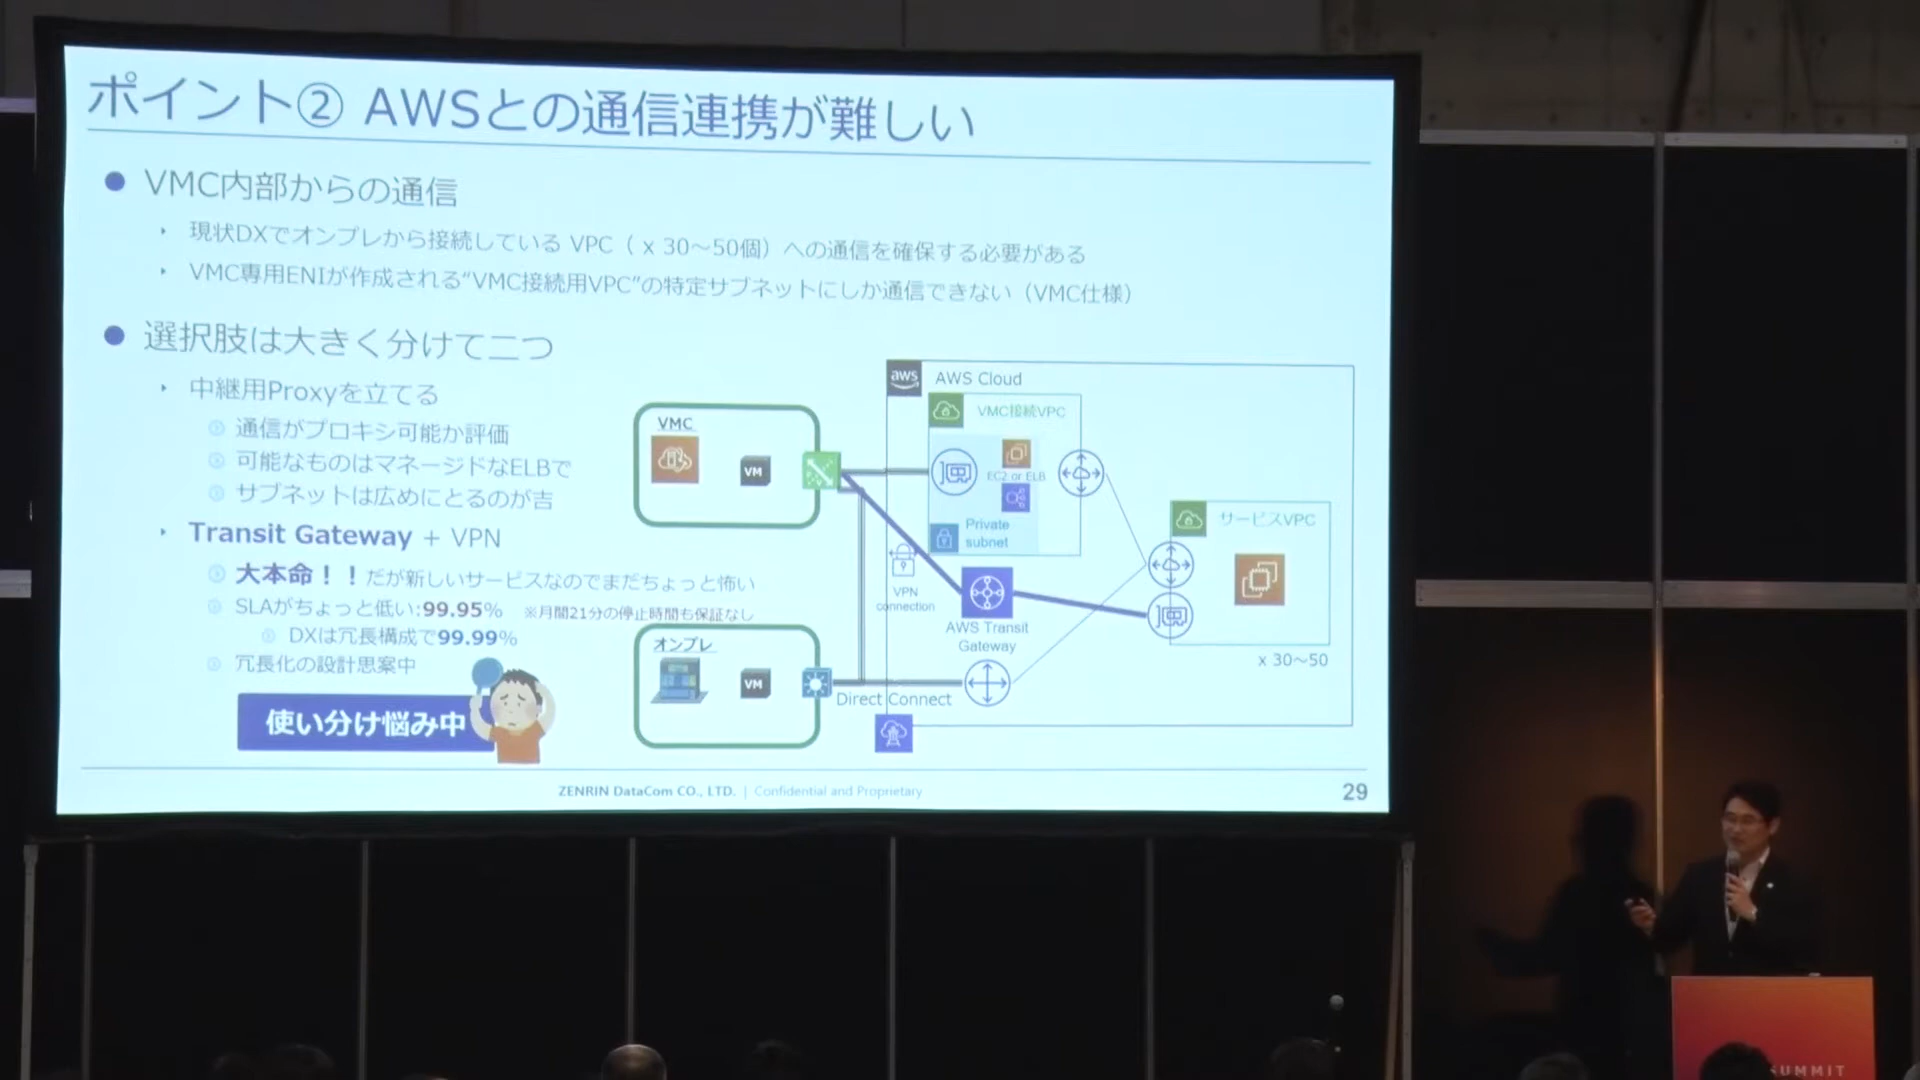 ポイント② AWSとの通信連携が難しい
● VMC内部からの通信
現状DXでオンプレから接続している VPC（ x 30～50個）への通信を確保する必要がある
VMC専用ENIが作成される“VMC接続用VPC”の特定サブネットにしか通信できない（VMC仕様）
● 選択肢は大きく分けて二つ
中継用Proxyを立てる
通信がプロキシ可能か評価
可能なものはマネージドなELBで
サブネットは広めにとるのが吉
Transit Gateway + VPN
大本命！！だが新しいサービスなのでまだちょっと怖い
SLAがちょっと低い:99.95% ※月間21分の停止時間も保証なし
DXは冗長構成で99.99%
冗長化の設計思案中
使い分け悩み中
VMC
VM
オンプレ
VM
aws
AWS Cloud
VMC接続VPC
EC2 or ELB
Private
subnet
VPN
connection
AWS Transit
Gateway
Direct Connect
サービスVPC
x 30～50
ZENRIN DataCom CO., LTD. | Confidential and Proprietary
29
SUMMIT